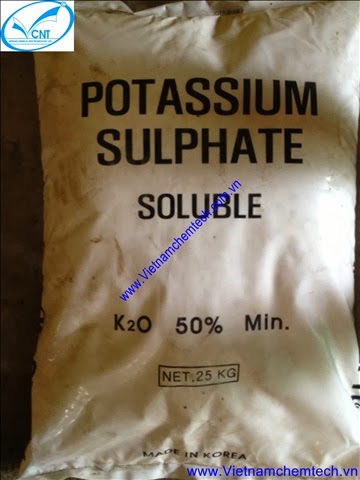 CNT
POTASSIUM
SULPHATE
SOLUBLE
www.Vietnamchemtech.com.vn
K2O 50% Min.
NET.25 KG
MADE IN KOREA
www.Vietnamchemtech.vn